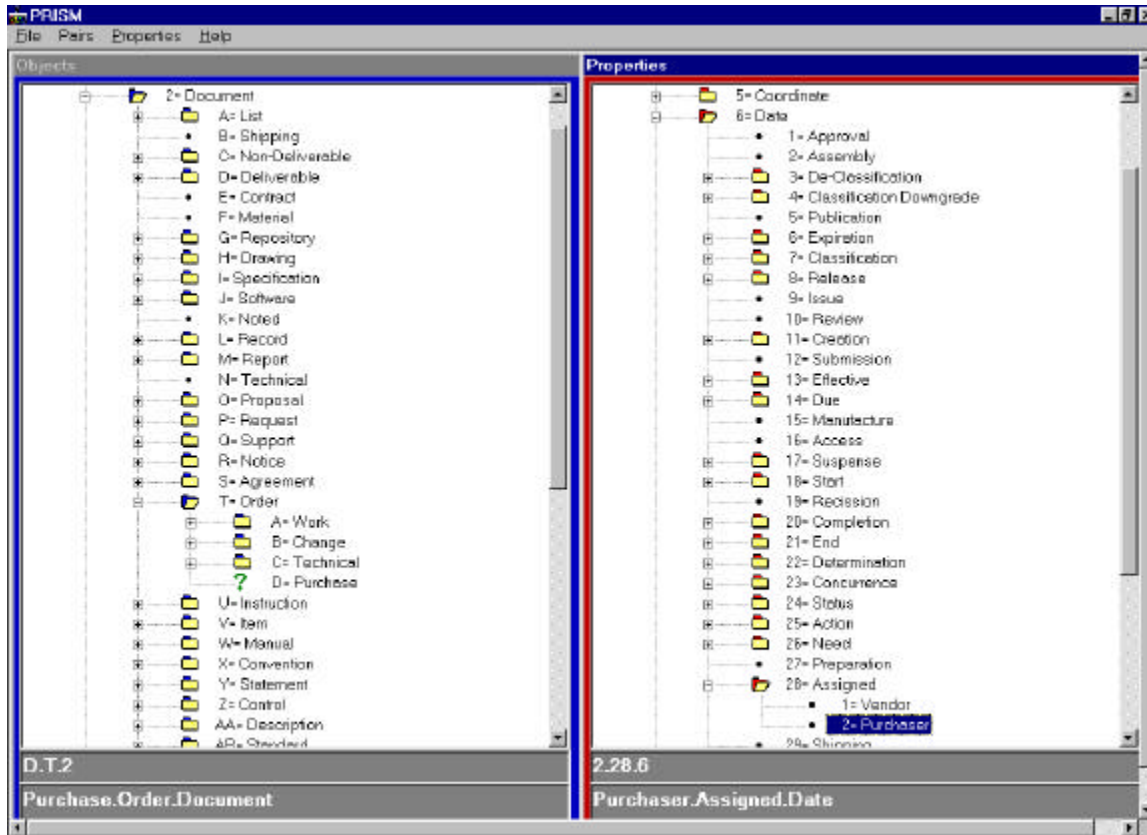 PRISM
File Pairs Properties Help
Objects
2= Document
A= List
B= Shipping
C= Non-Deliverable
D= Deliverable
E= Contract
F= Material
G= Repository
H= Drawing
I= Specification
J= Software
K= Noted
L= Record
M= Report
N= Technical
O= Proposal
P= Request
Q= Support
R= Notice
S= Agreement
T= Order
A= Work
B= Change
C= Technical
? D= Purchase
U= Instruction
V= Item
W= Manual
X= Convention
Y= Statement
Z= Control
AA= Description
AB= Standard
D.T.2
Purchase.Order.Document
Properties
5= Coordinate
6= Date
1= Approval
2= Assembly
3= De-Classification
4= Classification Downgrade
5= Publication
6= Expiration
7= Classification
8= Release
9= Issue
10= Review
11= Creation
12= Submission
13= Effective
14= Due
15= Manufacture
16= Access
17= Suspense
18= Start
19= Recission
20= Completion
21= End
22= Determination
23= Concurrence
24= Status
25= Action
26= Need
27= Preparation
28= Assigned
1= Vendor
2= Purchaser
29= Shipping
2.28.6
Purchaser.Assigned.Date